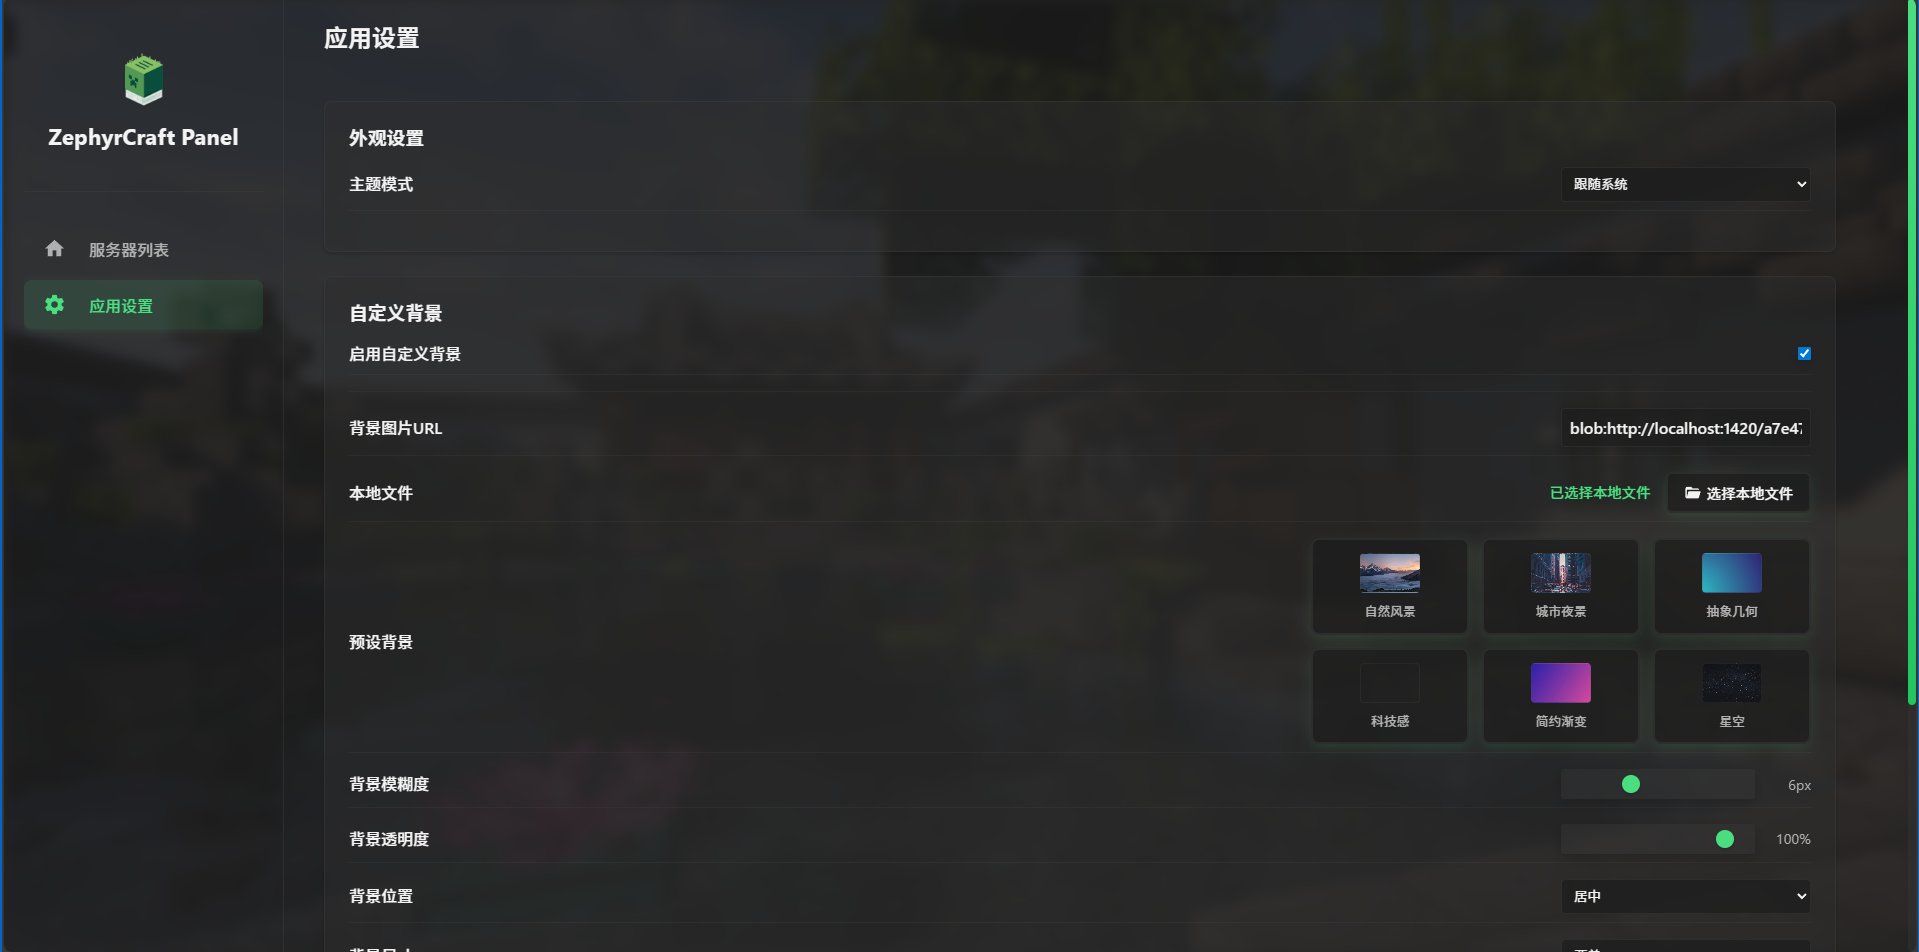 应用设置
ZephyrCraft Panel
服务器列表
应用设置
外观设置
主题模式
跟随系统
自定义背景
启用自定义背景
背景图片URL
blob:http://localhost:1420/a7e47
本地文件
已选择本地文件
选择本地文件
预设背景
自然风景
城市夜景
抽象几何
科技感
简约渐变
星空
背景模糊度
6px
背景透明度
100%
背景位置
居中